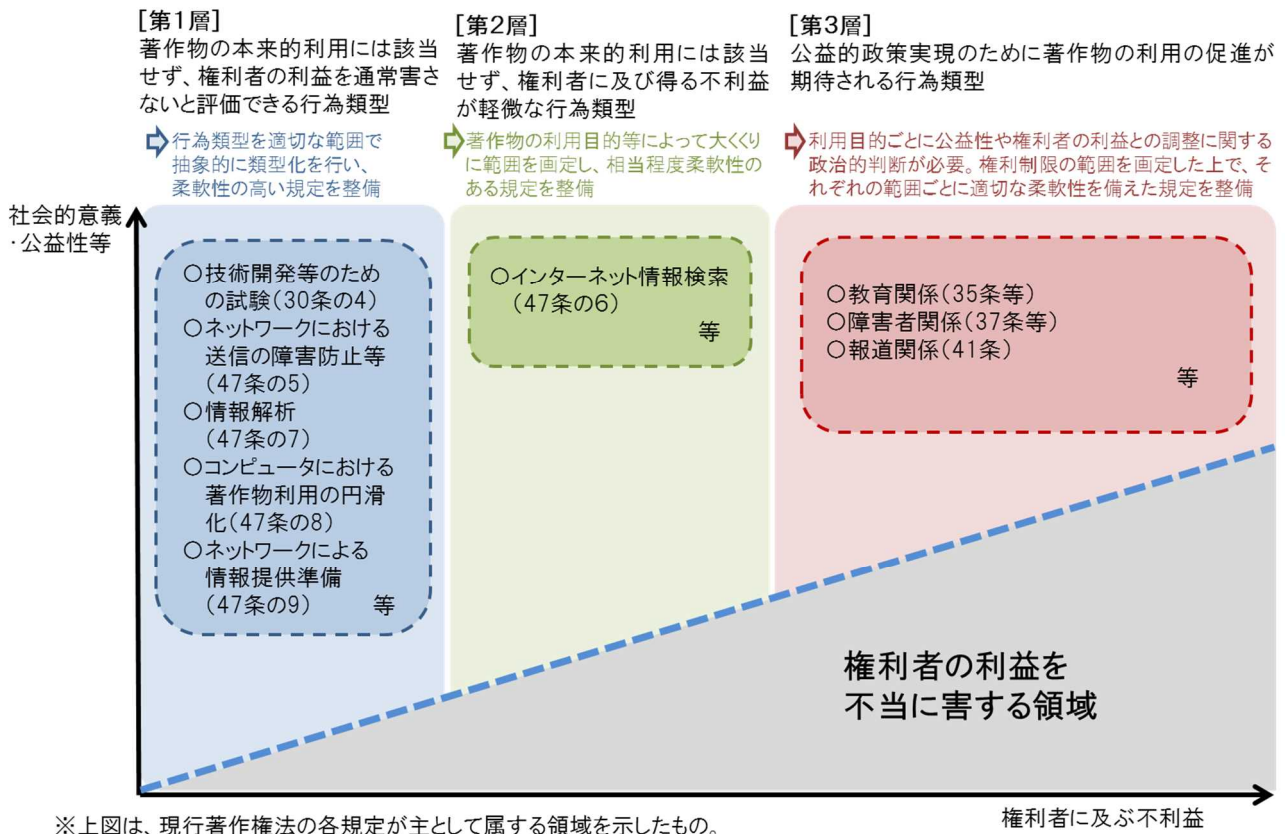 [第1層]
著作物の本来的利用には該当
せず、権利者の利益を通常害さ
ないと評価できる行為類型
行為類型を適切な範囲で
抽象的に類型化を行い、
柔軟性の高い規定を整備
[第2層]
著作物の本来的利用には該当
せず、権利者に及び得る不利益
が軽微な行為類型
著作物の利用目的等によって大くくり
に範囲を画定し、相当程度柔軟性の
ある規定を整備
[第3層]
公益的政策実現のために著作物の利用の促進が
期待される行為類型
利用目的ごとに公益性や権利者の利益との調整に関する
政治的判断が必要。権利制限の範囲を画定した上で、そ
れぞれの範囲ごとに適切な柔軟性を備えた規定を整備
社会的意義
・公益性等
○技術開発等のため
の試験(30条の4)
○ネットワークにおける
送信の障害防止等
(47条の5)
○情報解析
(47条の7)
○コンピュータにおける
著作物利用の円滑
化(47条の8)
○ネットワークによる
情報提供準備
(47条の9) 等
○インターネット情報検索
(47条の6)
等
○教育関係(35条等)
○障害者関係(37条等)
○報道関係(41条)
等
権利者の利益を
不当に害する領域
権利者に及ぶ不利益
※上図は、現行著作権法の各規定が主として属する領域を示したもの。